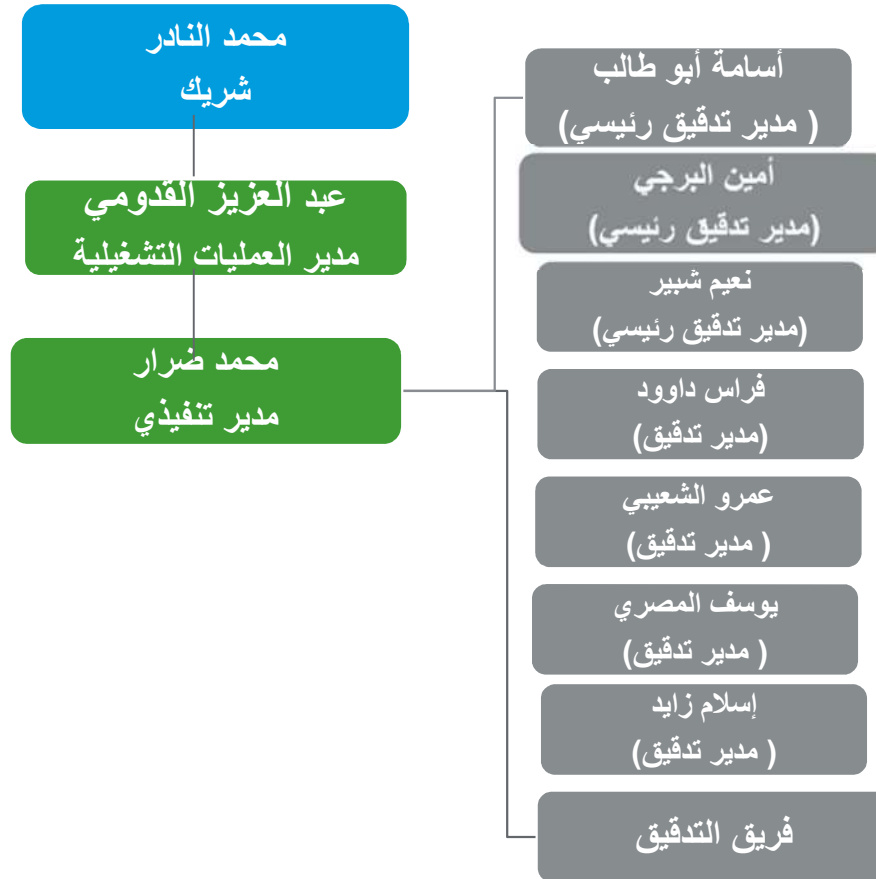 محمد النادر
شريك
عبد العزيز القدومي
مدير العمليات التشغيلية
محمد ضرار
مدير تنفيذي
أسامة أبو طالب
( مدير تدقيق رئيسي)
أمين البرجي
(مدير تدقيق رئيسي)
نعيم شبير
(مدير تدقيق رئيسي)
فراس داوود
(مدير تدقيق)
عمرو الشعيبي
( مدير تدقيق)
يوسف المصري
( مدير تدقيق)
إسلام زايد
( مدير تدقيق)
فريق التدقيق